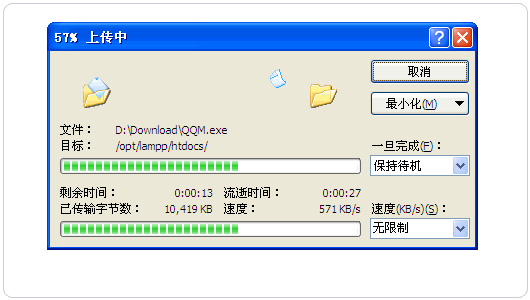 57% 上传中
取消
最小化(M)
文件： D:\Download\QQM.exe
目标： /opt/lampp/htdocs/
一旦完成(F)：
保持待机
剩余时间： 0:00:13 流逝时间： 0:00:27
已传输字节数： 10,419 KB 速度： 571 KB/s
速度(KB/s)(S)：
无限制